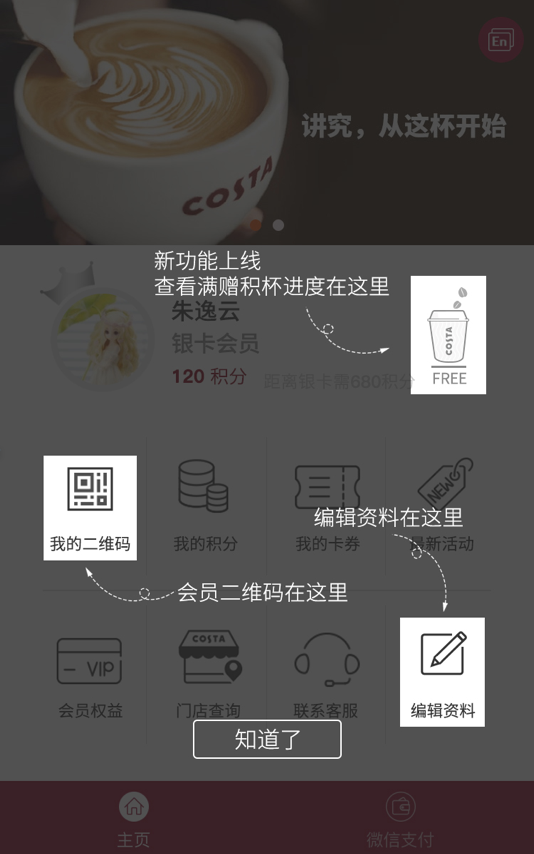 En
讲究，从这杯开始
COSTA
新功能上线
查看满赠积杯进度在这里
朱逸云
银卡会员
120 积分
距离银卡需680积分
COSTA
FREE
我的二维码
我的积分
我的卡券
NEW
最新活动
编辑资料在这里
会员二维码在这里
VIP
COSTA
会员权益
门店查询
联系客服
编辑资料
知道了
主页
微信支付